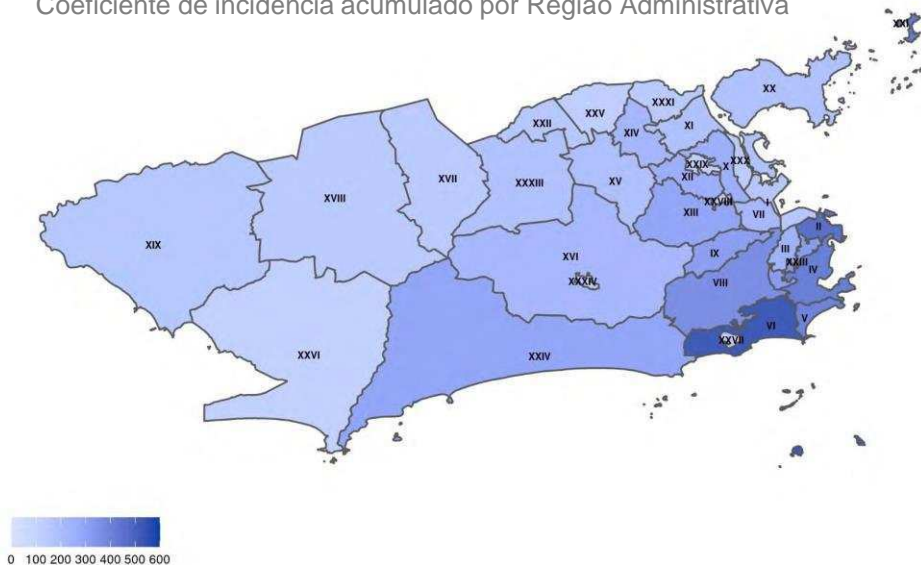 Coeficiente de incidência acumulado por Região Administrativa
XXI
XX
XXXI
XXV
XXII
XIV
XI
XXIX
X
XXX
XVII
XXXIII
XV
XII
XVIII
XXVIII
I
XIII
VII
II
XIX
XVI
IX
III
XXIII
IV
XXXIV
VIII
V
VI
XXVII
XXVI
XXIV
0 100 200 300 400 500 600